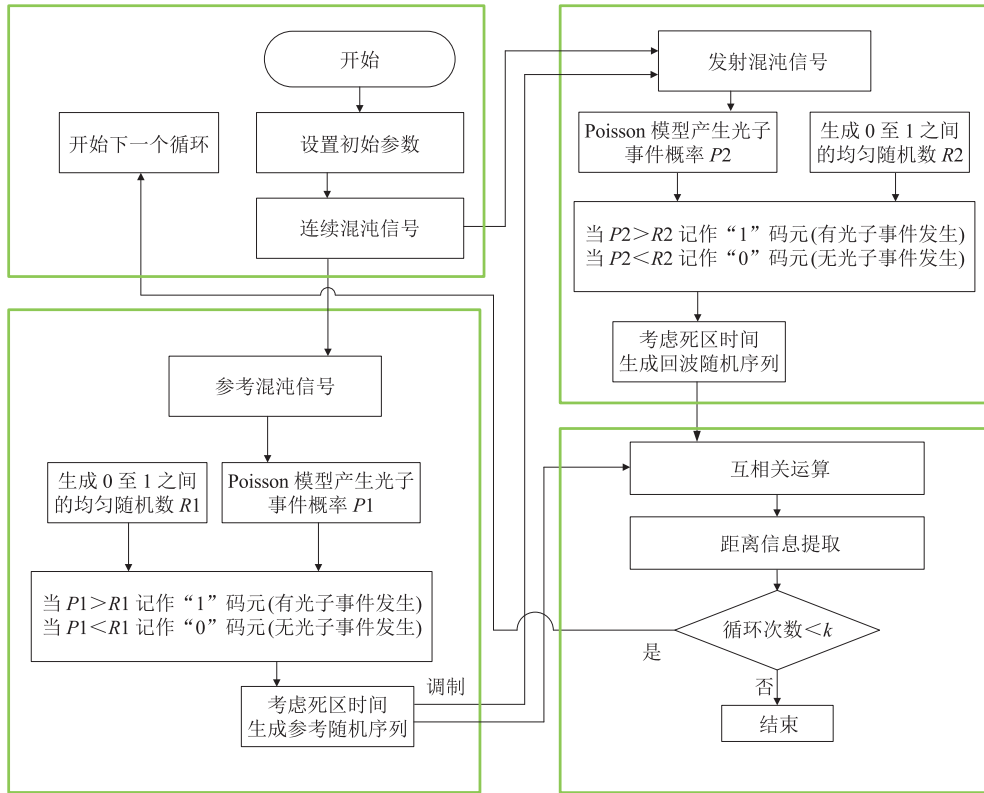 开始
设置初始参数
开始下一个循环
连续混沌信号
发射混沌信号
Poisson 模型产生光子
事件概率 P2
生成 0 至 1 之间
的均匀随机数 R2
当 P2>R2 记作“1”码元(有光子事件发生)
当 P2<R2 记作“0”码元(无光子事件发生)
考虑死区时间
生成回波随机序列
参考混沌信号
生成 0 至 1 之间
的均匀随机数 R1
Poisson 模型产生光子
事件概率 P1
当 P1>R1 记作“1”码元(有光子事件发生)
当 P1<R1 记作“0”码元(无光子事件发生)
考虑死区时间
生成参考随机序列
调制
互相关运算
距离信息提取
循环次数<k
是
否
结束